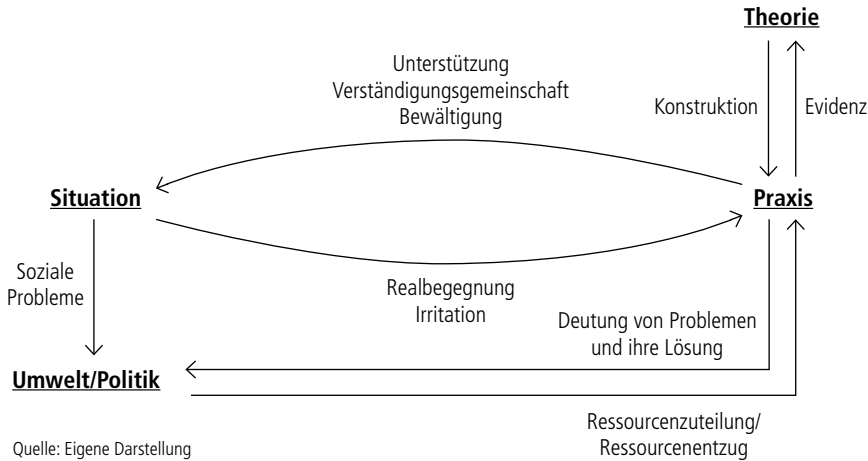 Theorie
Unterstützung
Verständigungsgemeinschaft
Bewältigung
Konstruktion
Evidenz
Situation
Praxis
Soziale
Probleme
Realbegegnung
Irritation
Deutung von Problemen
und ihre Lösung
Umwelt/Politik
Ressourcenzuteilung/
Ressourcenentzug
Quelle: Eigene Darstellung